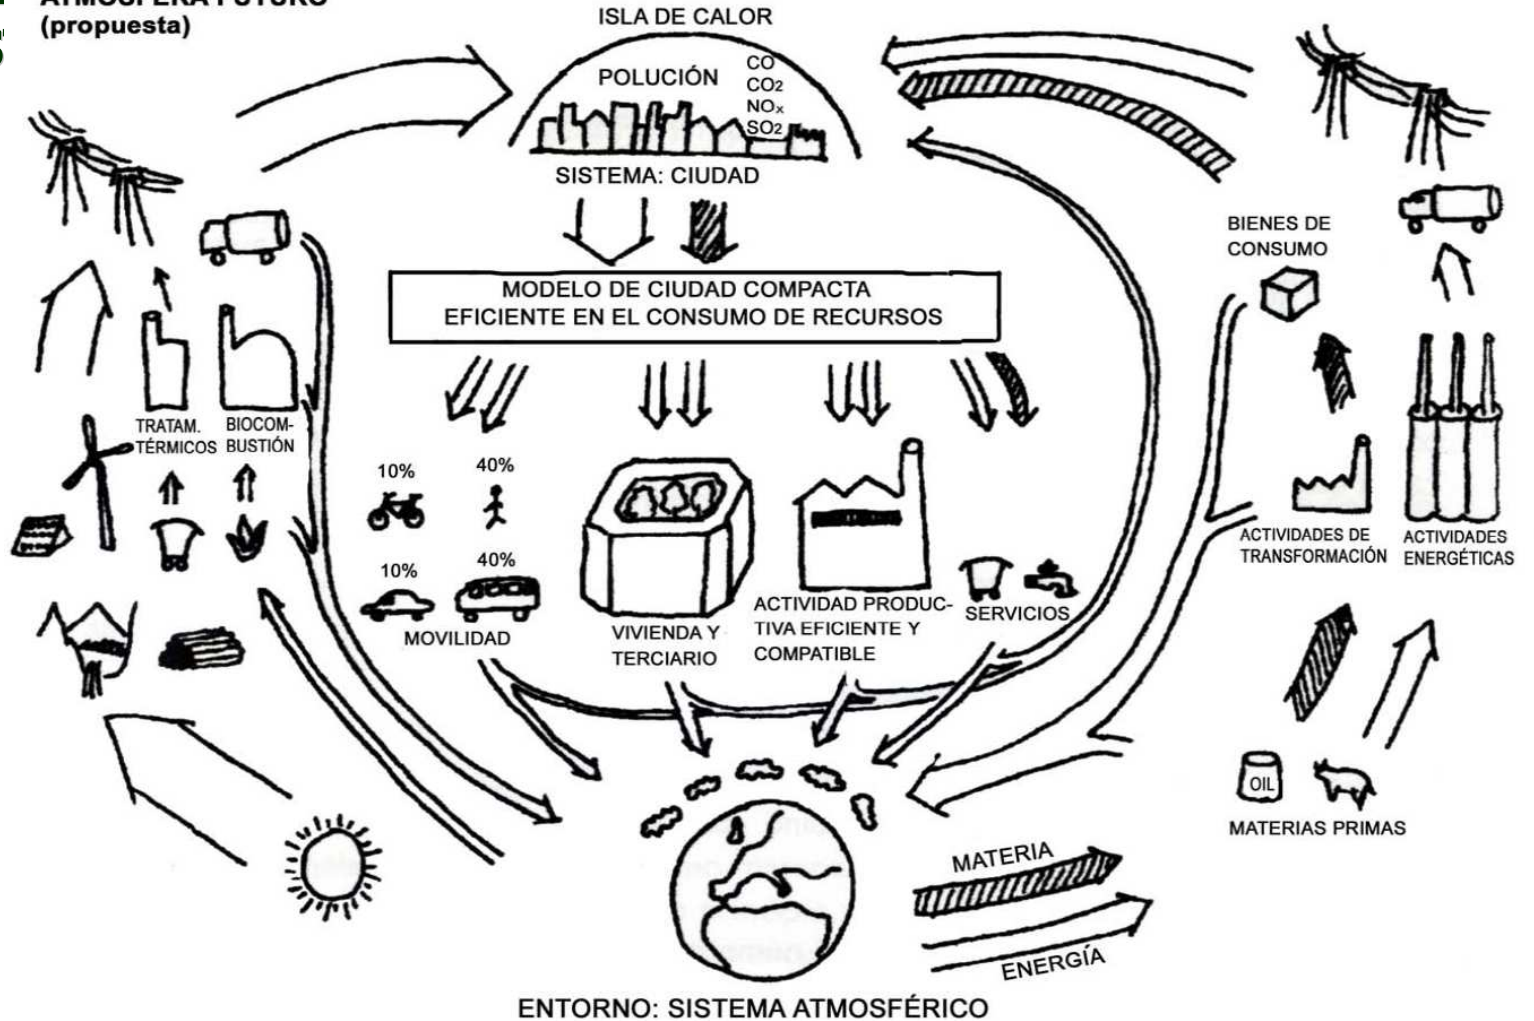 (propuesta)
ISLA DE CALOR
POLUCIÓN
CO
CO₂
NOₓ
SO₂
SISTEMA: CIUDAD
MODELO DE CIUDAD COMPACTA
EFICIENTE EN EL CONSUMO DE RECURSOS
TRATAM.
TÉRMICOS
BIOCOM-
BUSTIÓN
10%
40%
10%
40%
MOVILIDAD
VIVIENDA Y
TERCIARIO
ACTIVIDAD PRODUC-
TIVA EFICIENTE Y
COMPATIBLE
SERVICIOS
BIENES DE
CONSUMO
ACTIVIDADES DE
TRANSFORMACIÓN
ACTIVIDADES
ENERGÉTICAS
OIL
MATERIAS PRIMAS
MATERIA
ENERGÍA
ENTORNO: SISTEMA ATMOSFÉRICO